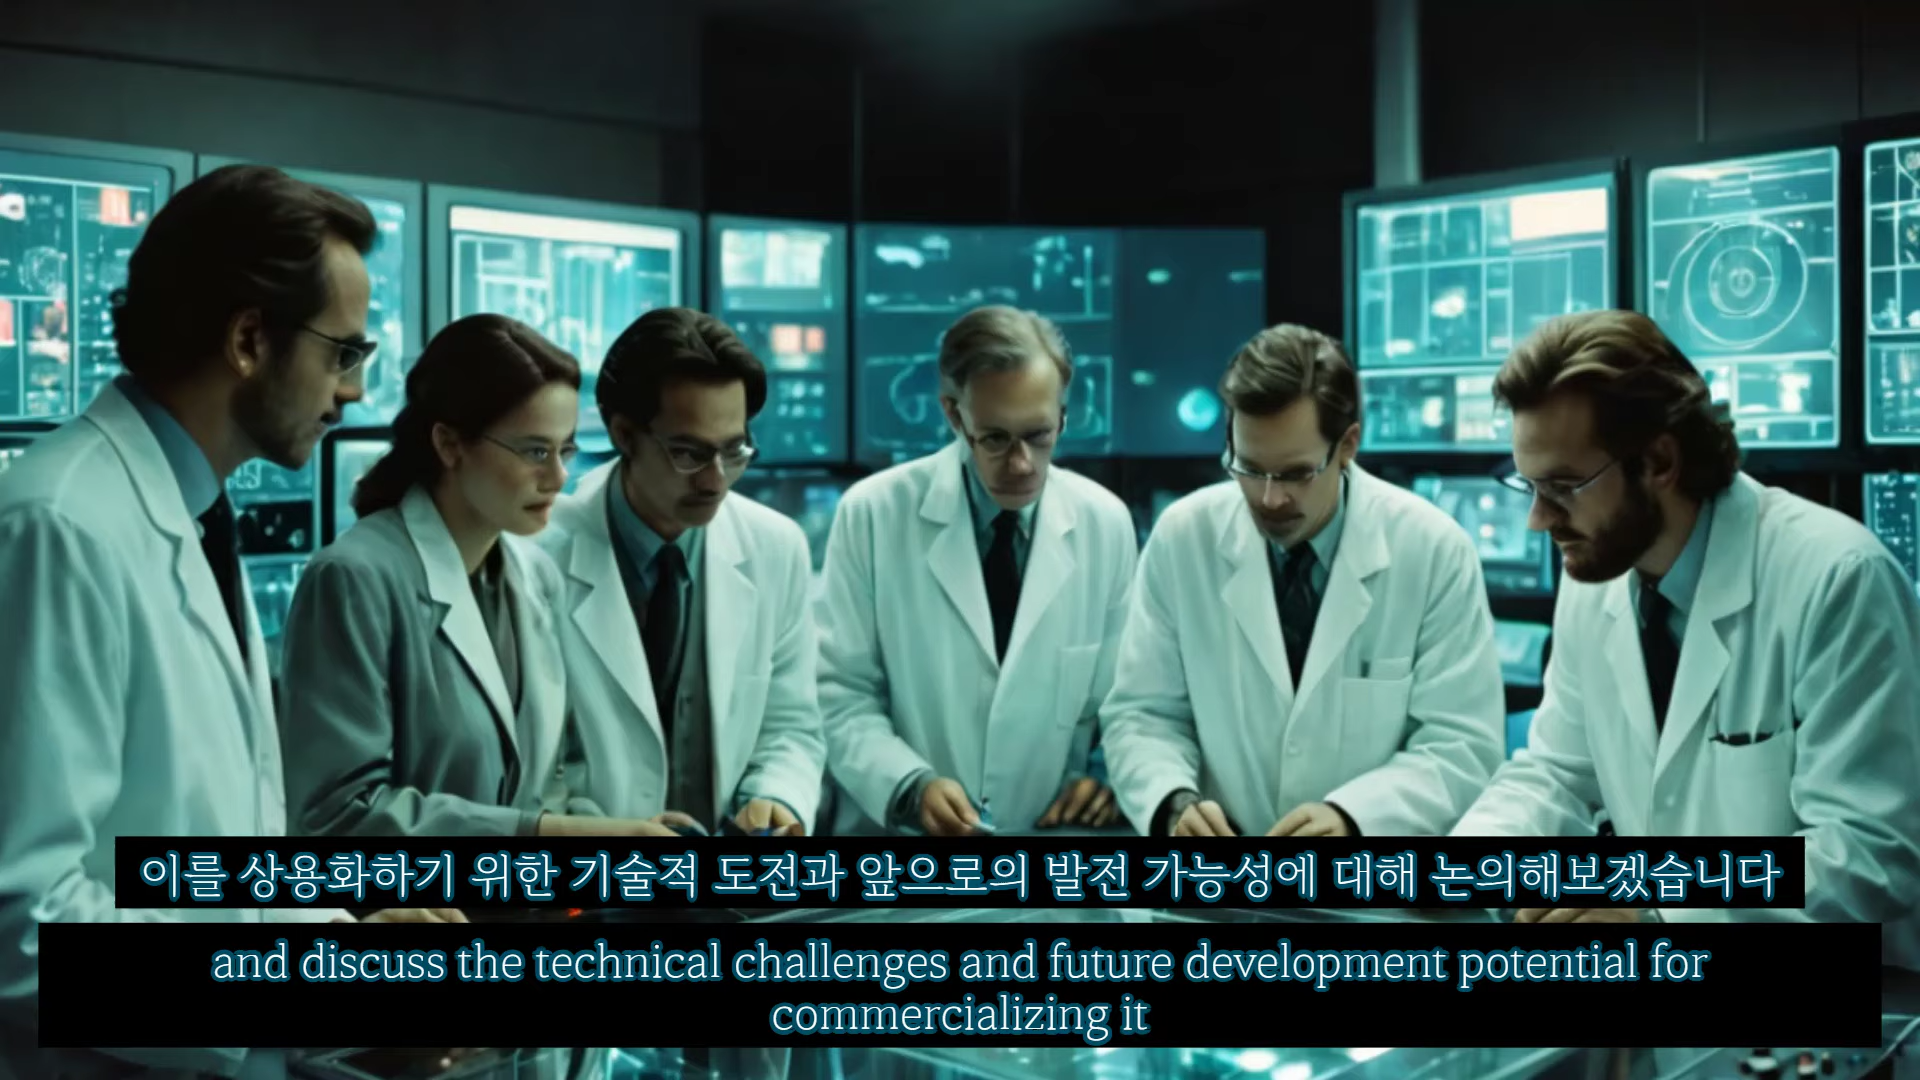 이를 상용화하기 위한 기술적 도전과 앞으로의 발전 가능성에 대해 논의해보겠습니다
and discuss the technical challenges and future development potential for
commercializing it